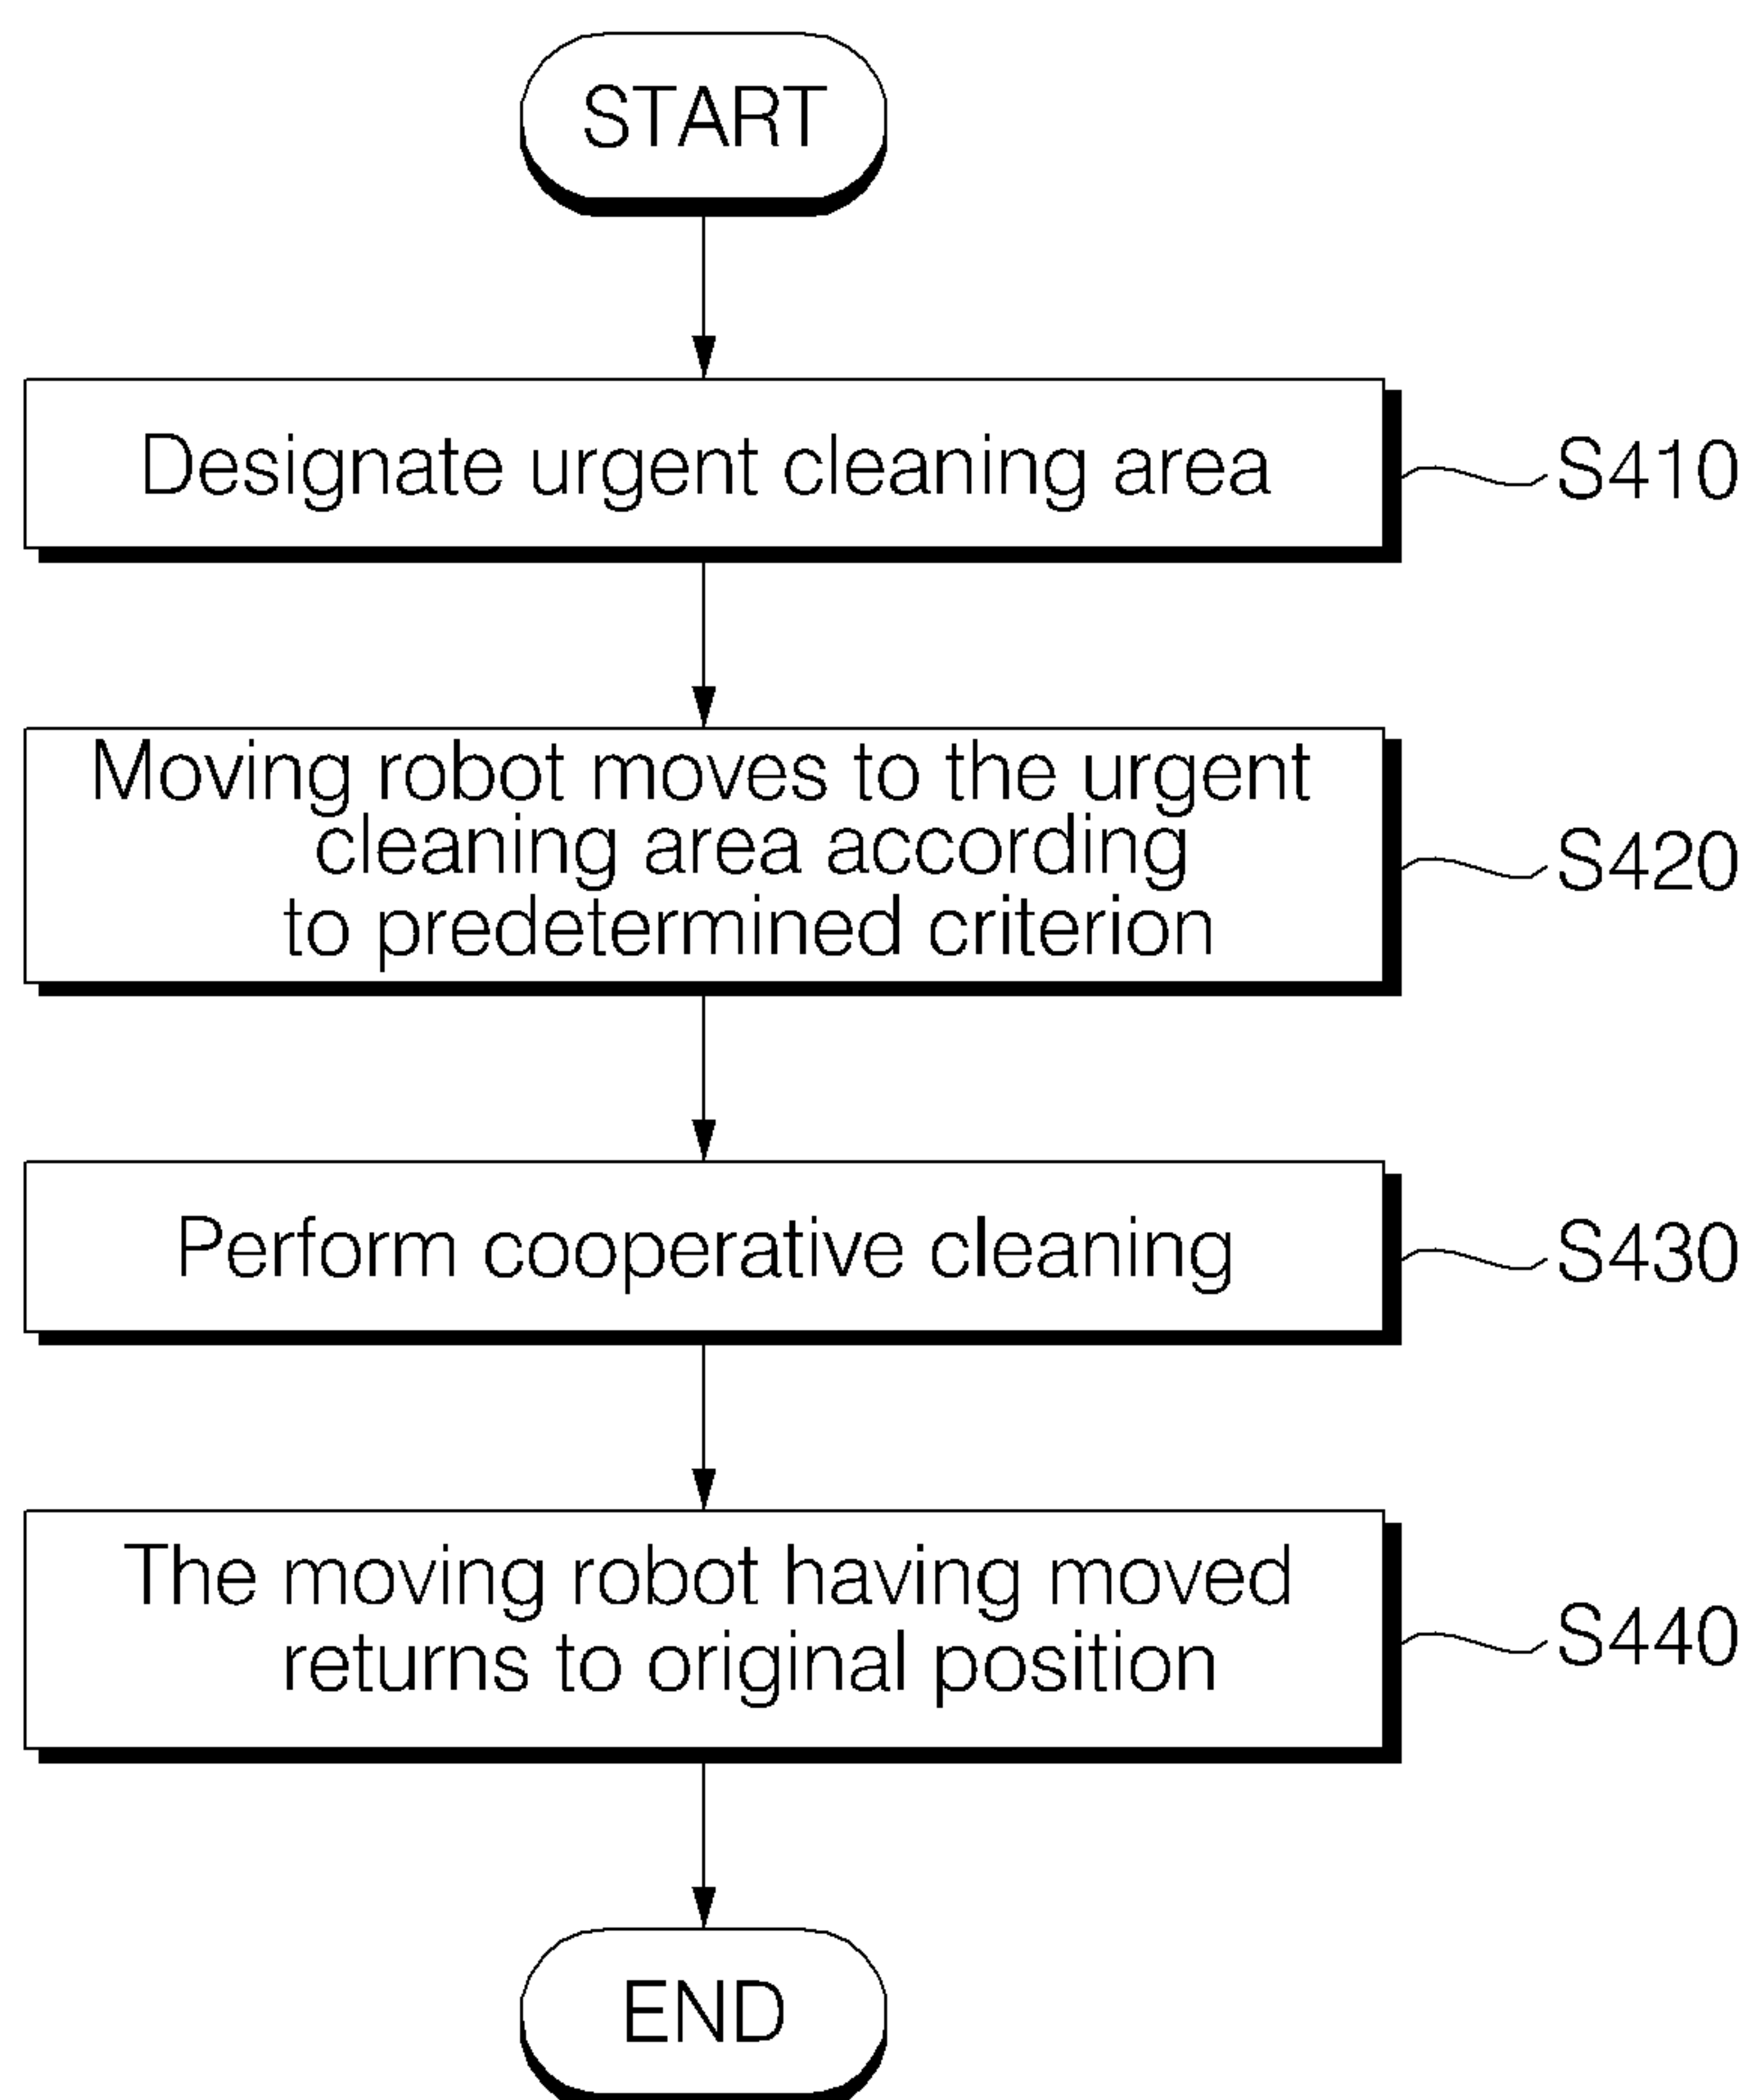 START
Designate urgent cleaning area
S410
Moving robot moves to the urgent
cleaning area according
to predetermined criterion
S420
Perform cooperative cleaning
S430
The moving robot having moved
returns to original position
S440
END